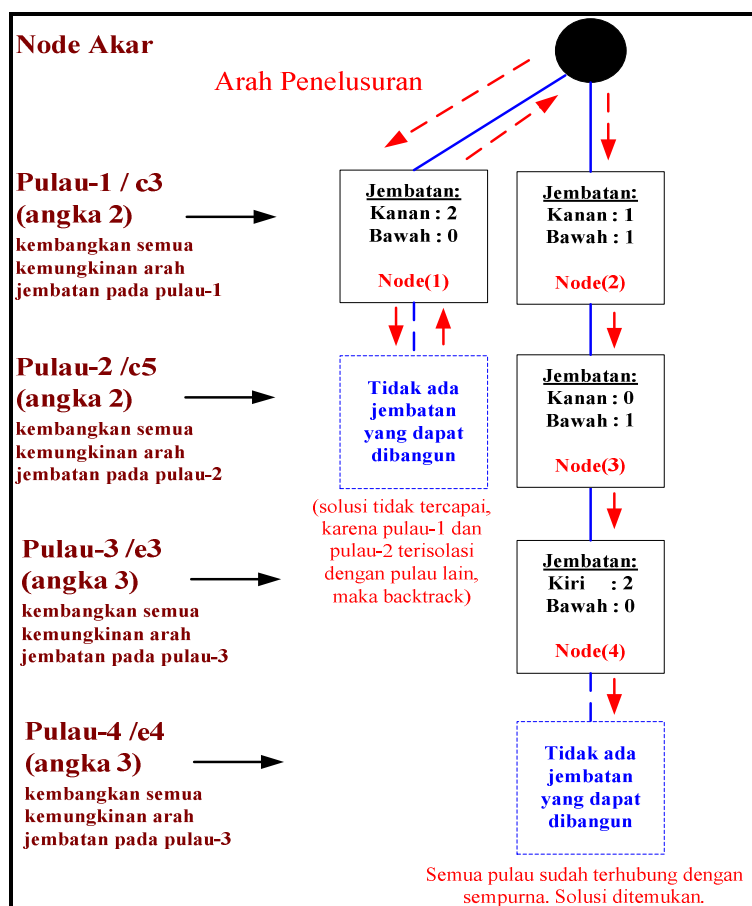 Node Akar
Arah Penelusuran
Pulau-1 / c3
(angka 2)
kembangkan semua
kemungkinan arah
jembatan pada pulau-1
Jembatan:
Kanan : 2
Bawah : 0
Node(1)
Jembatan:
Kanan : 1
Bawah : 1
Node(2)
Pulau-2 /c5
(angka 2)
kembangkan semua
kemungkinan arah
jembatan pada pulau-2
Tidak ada
jembatan
yang dapat
dibangun
(solusi tidak tercapai,
karena pulau-1 dan
pulau-2 terisolasi
dengan pulau lain,
maka backtrack)
Jembatan:
Kanan : 0
Bawah : 1
Node(3)
Pulau-3 /e3
(angka 3)
kembangkan semua
kemungkinan arah
jembatan pada pulau-3
Jembatan:
Kiri : 2
Bawah : 0
Node(4)
Pulau-4 /e4
(angka 3)
kembangkan semua
kemungkinan arah
jembatan pada pulau-3
Tidak ada
jembatan
yang dapat
dibangun
Semua pulau sudah terhubung dengan
sempurna. Solusi ditemukan.